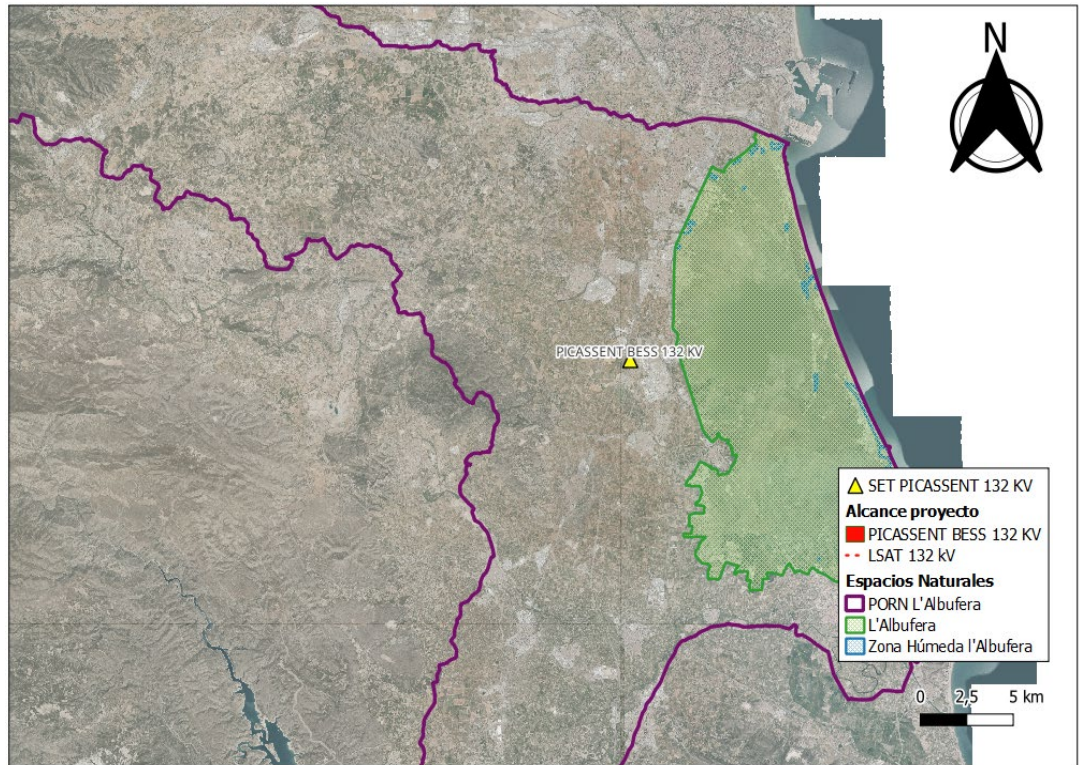 N
PICASSENT BESS 132 KV
SET PICASSENT 132 KV
Alcance proyecto
PICASSENT BESS 132 KV
LSAT 132 kV
Espacios Naturales
PORN L'Albufera
L'Albufera
Zona Húmeda l'Albufera
0 2,5 5 km